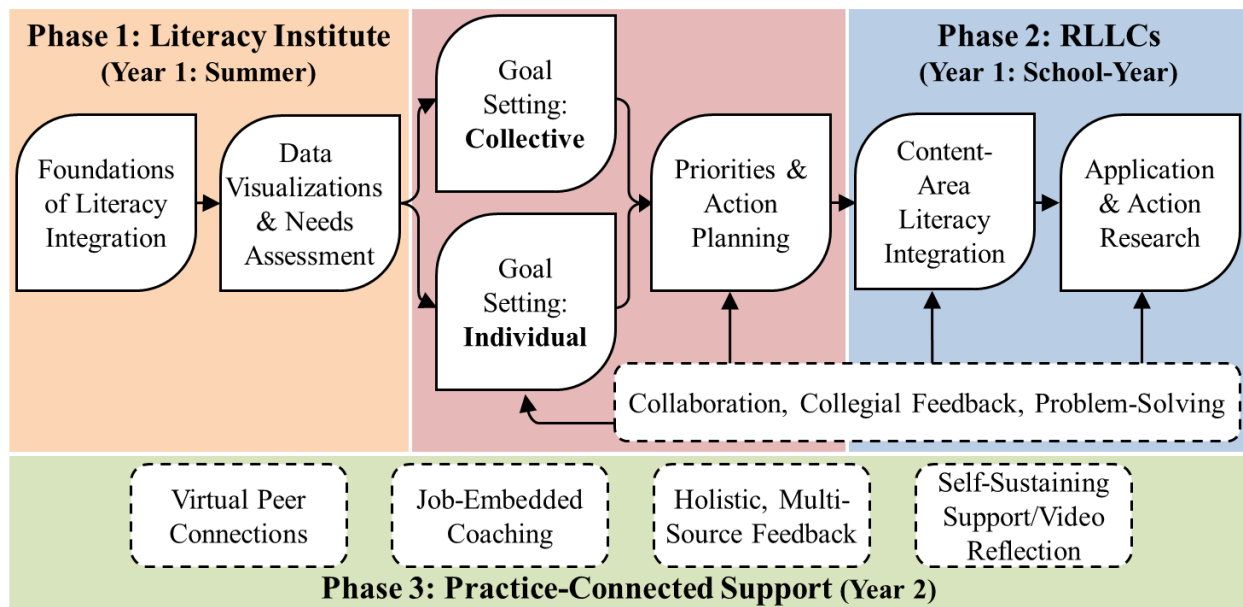 Phase 1: Literacy Institute
(Year 1: Summer)
Phase 2: RLLCs
(Year 1: School-Year)
Foundations
of Literacy
Integration
Data
Visualizations
& Needs
Assessment
Goal
Setting:
Collective
Goal
Setting:
Individual
Priorities &
Action
Planning
Content-
Area
Literacy
Integration
Application
& Action
Research
Collaboration, Collegial Feedback, Problem-Solving
Virtual Peer
Connections
Job-Embedded
Coaching
Holistic, Multi-
Source Feedback
Self-Sustaining
Support/Video
Reflection
Phase 3: Practice-Connected Support (Year 2)